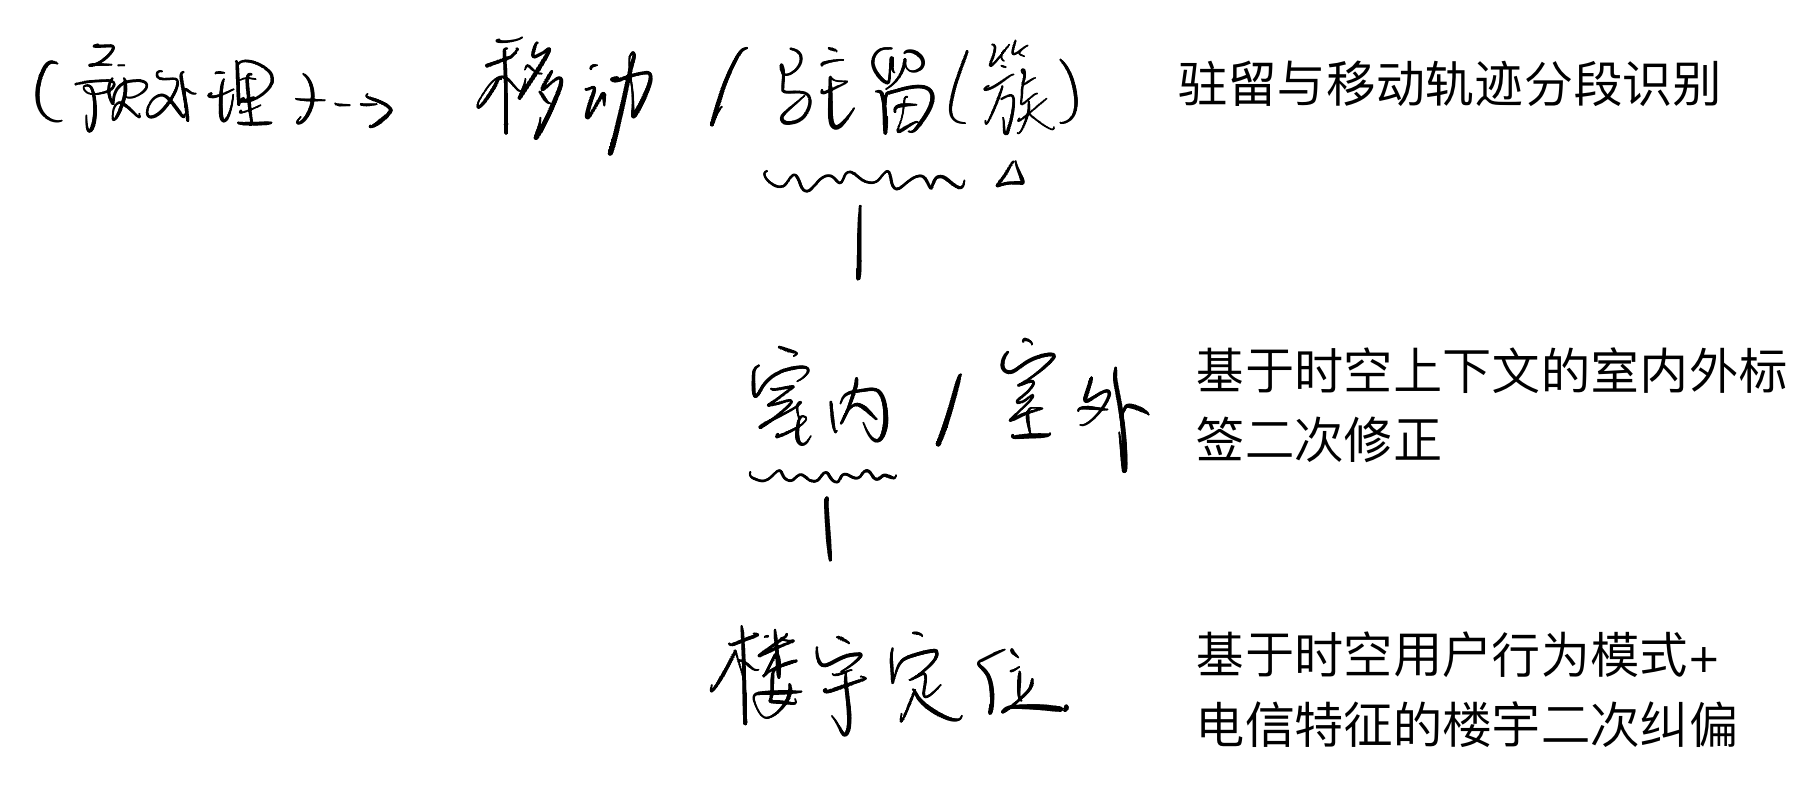 (预处理)--> 移动 / 驻留(簇) 驻留与移动轨迹分段识别
室内 / 室外
基于时空上下文的室内外标
签二次修正
楼宇定位
基于时空用户行为模式+
电信特征的楼宇二次纠偏